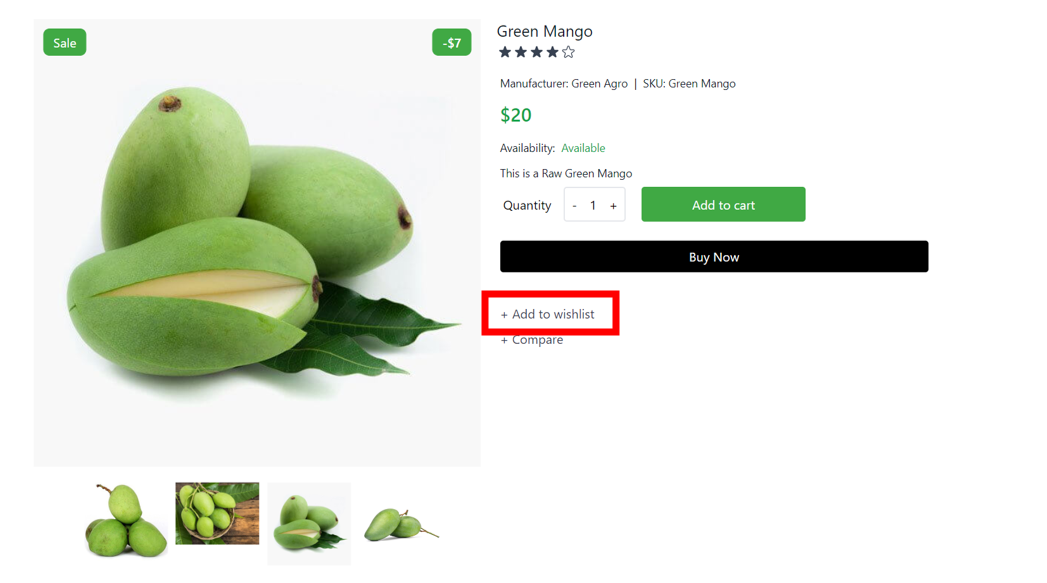 Sale
-$7
Green Mango
Manufacturer: Green Agro | SKU: Green Mango
$20
Availability: Available
This is a Raw Green Mango
Quantity - 1 + Add to cart
Buy Now
+ Add to wishlist
+ Compare